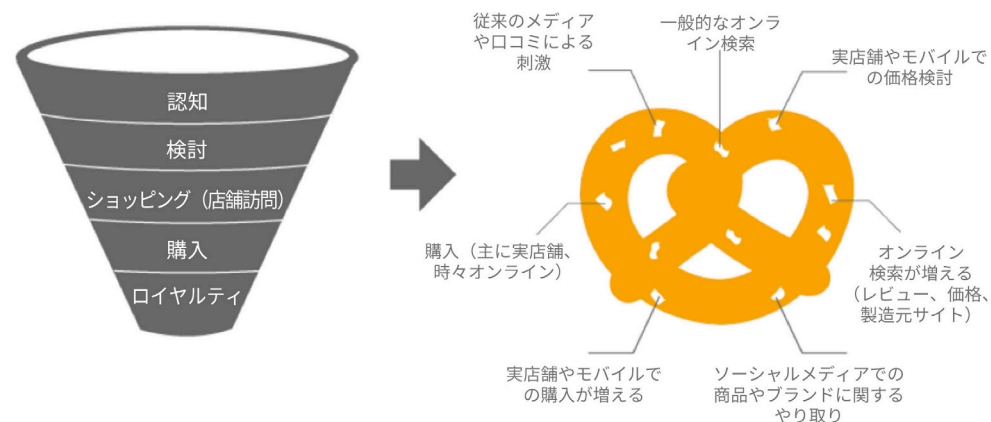 認知
検討
ショッピング（店舗訪問）
購入
ロイヤルティ
従来のメディア
や口コミによる
刺激
一般的なオンラ
イン検索
実店舗やモバイルで
の価格検討
購入（主に実店舗、
時々オンライン）
オンライン
検索が増える
（レビュー、価格、
製造元サイト）
実店舗やモバイルで
の購入が増える
ソーシャルメディアでの
商品やブランドに関する
やり取り